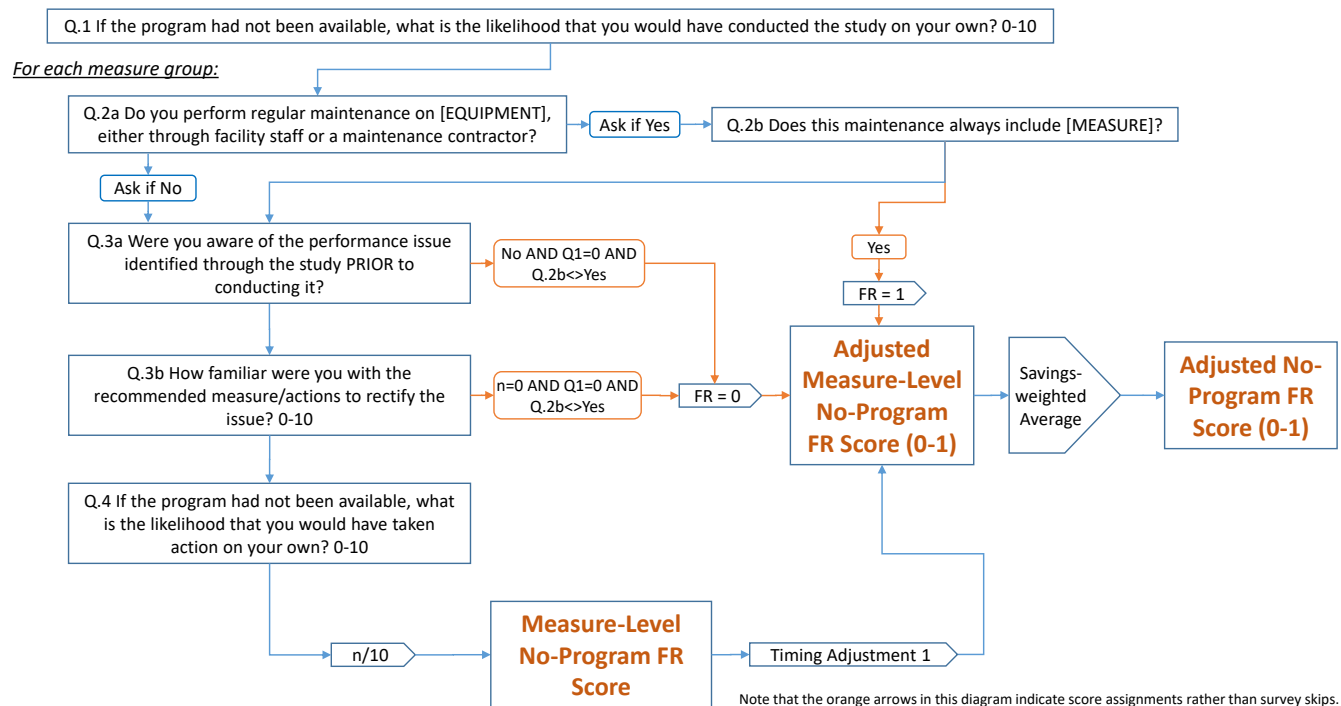 Q.1 If the program had not been available, what is the likelihood that you would have conducted the study on your own? 0-10
For each measure group:
Q.2a Do you perform regular maintenance on [EQUIPMENT],
either through facility staff or a maintenance contractor?
Ask if Yes
Q.2b Does this maintenance always include [MEASURE]?
Ask if No
Q.3a Were you aware of the performance issue
identified through the study PRIOR to
conducting it?
No AND Q1=0 AND
Q.2b<>Yes
Yes
FR = 1
Q.3b How familiar were you with the
recommended measure/actions to rectify the
issue? 0-10
n=0 AND Q1=0 AND
Q.2b<>Yes
FR = 0
Adjusted
Measure-Level
No-Program
FR Score (0-1)
Savings-
weighted
Average
Adjusted No-
Program FR
Score (0-1)
Q.4 If the program had not been available, what
is the likelihood that you would have taken
action on your own? 0-10
n/10
Measure-Level
No-Program FR
Score
Timing Adjustment 1
Note that the orange arrows in this diagram indicate score assignments rather than survey skips.